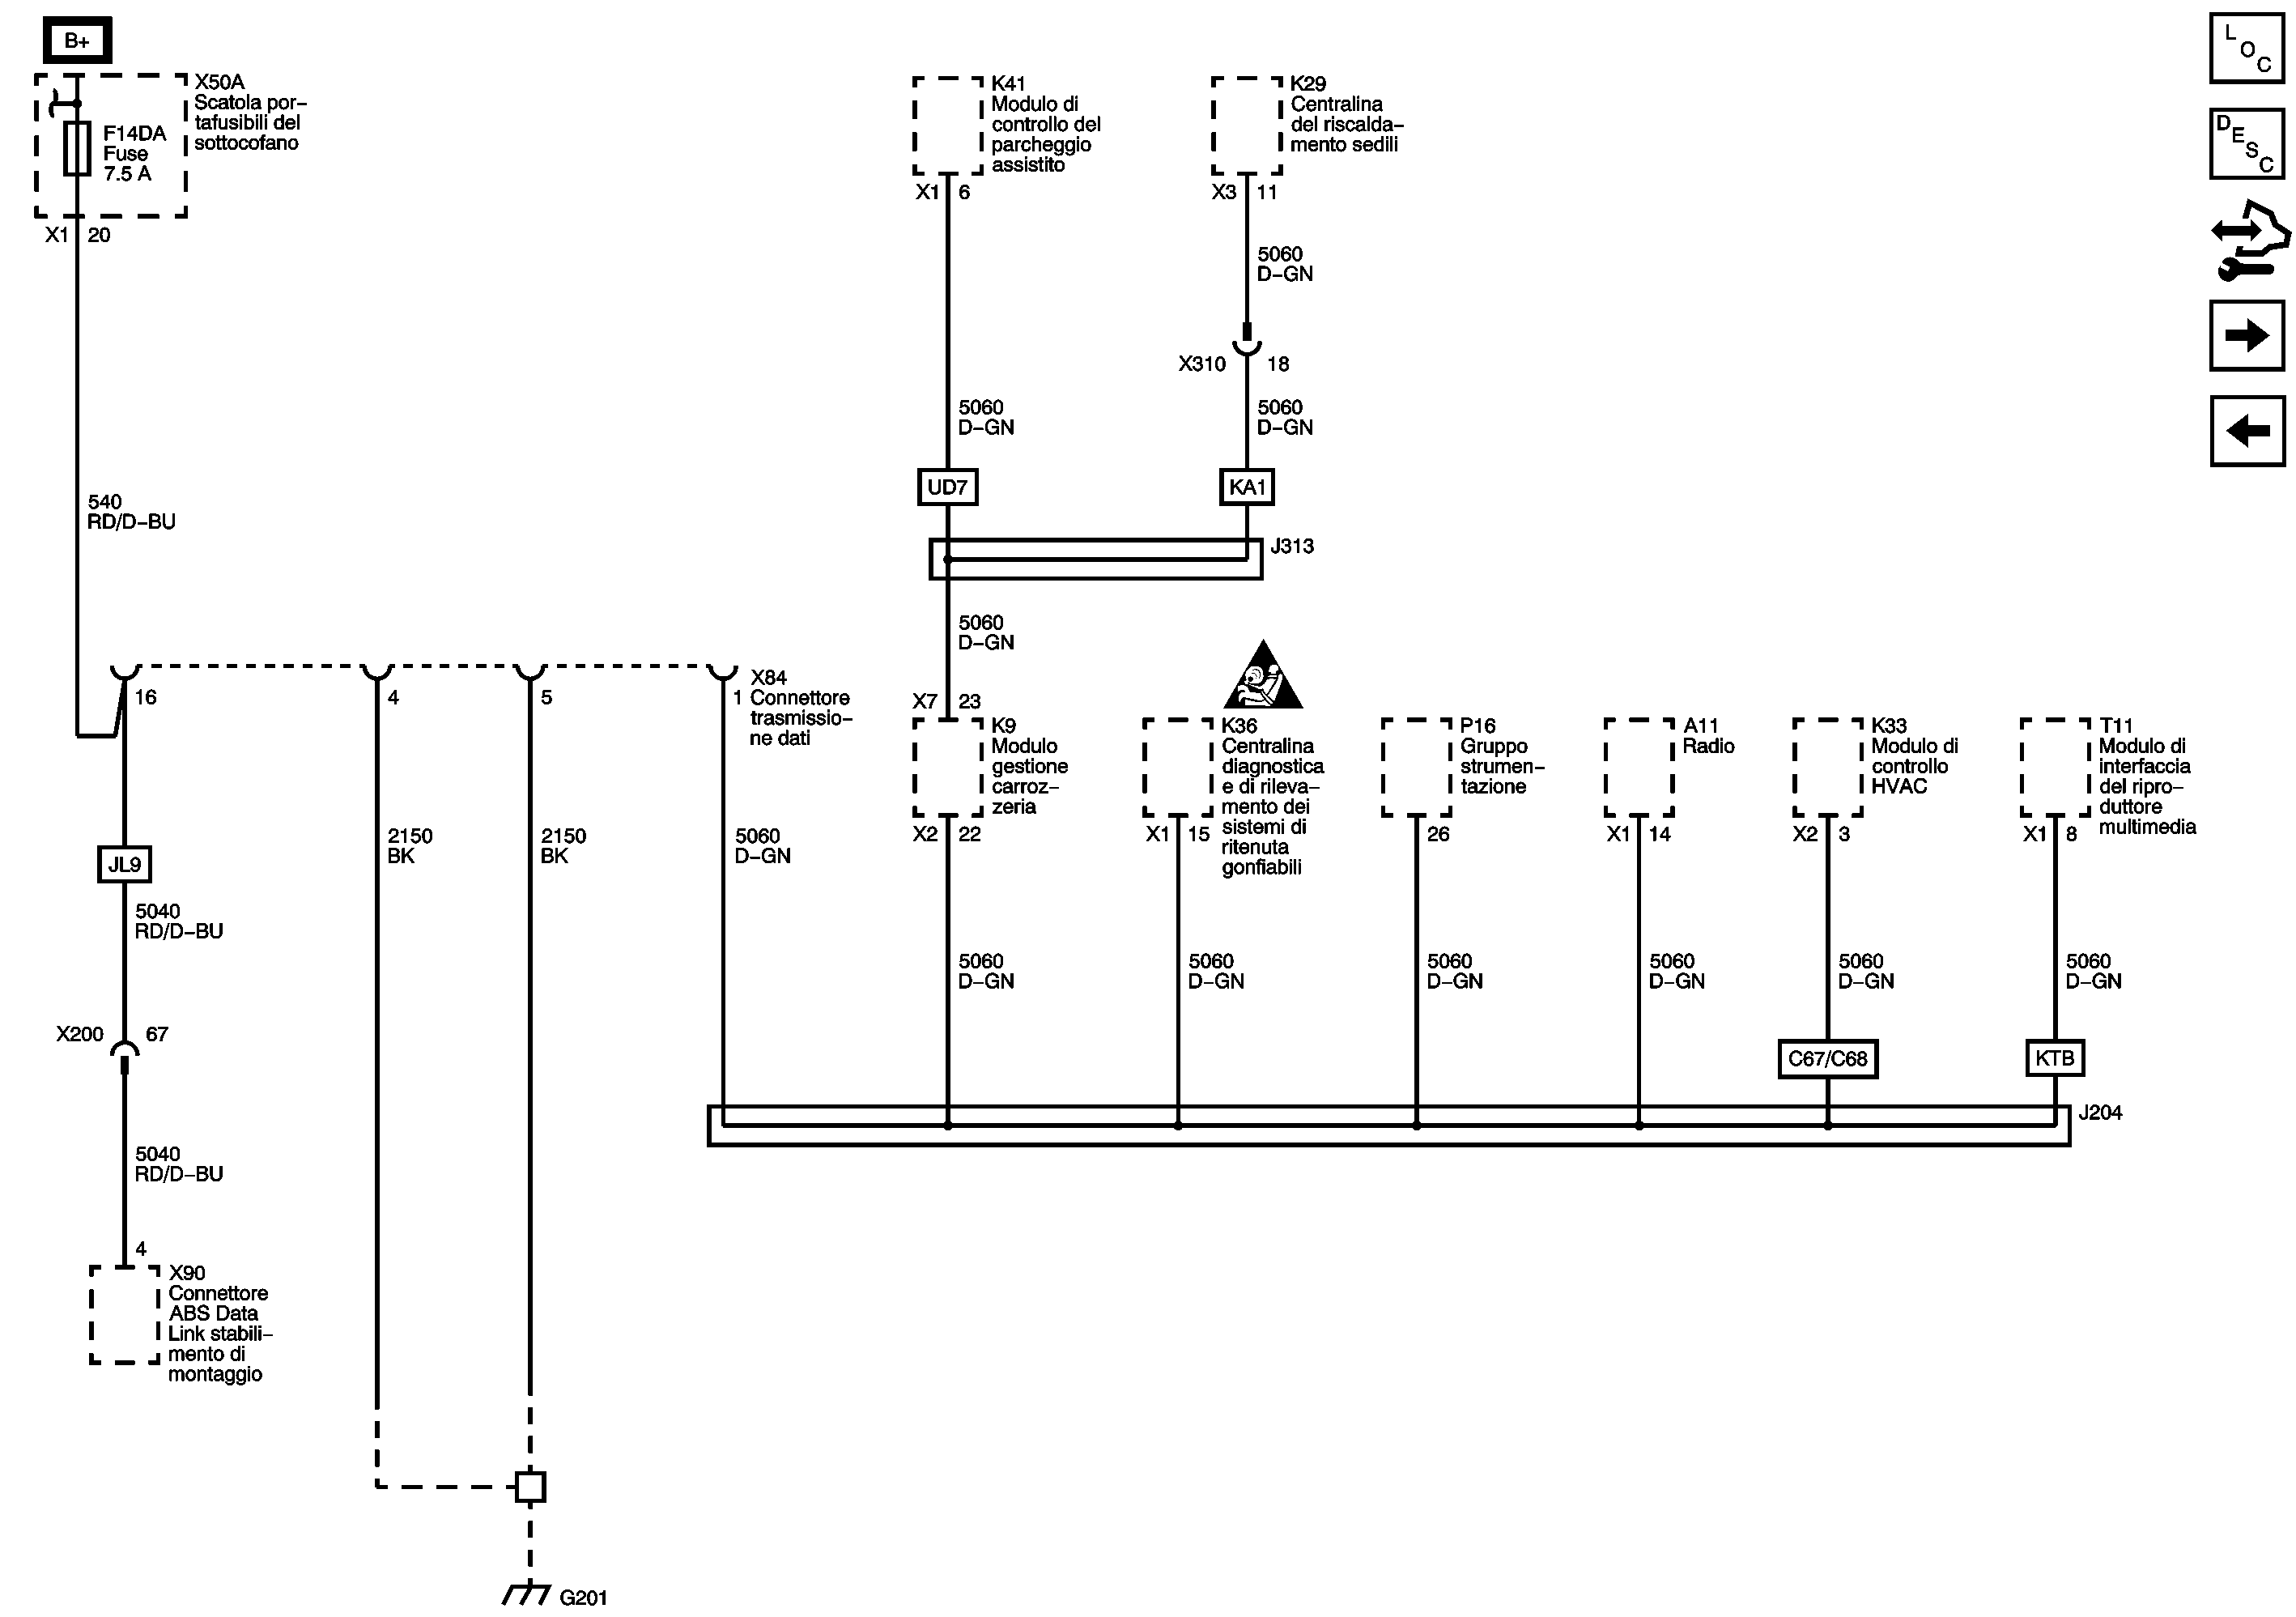 B+
X50A
Scatola por-
tafusibili del
sottocofano
F14DA
Fuse
7.5 A
X1 20
540
RD/D-BU
K41
Modulo di
controllo del
parcheggio
assistito
X1 6
5060
D-GN
UD7
K29
Centralina
del riscalda-
mento sedili
X3 11
5060
D-GN
X310 18
5060
D-GN
KA1
J313
5060
D-GN
X7 23
16
4
5
1
X84
Connettore
trasmissio-
ne dati
K9
Modulo
gestione
carroz-
zeria
X2 22
K36
Centralina
diagnostica
e di rileva-
mento dei
sistemi di
ritenuta
gonfiabili
X1 15
P16
Gruppo
strumen-
tazione
26
A11
Radio
X1 14
K33
Modulo di
controllo
HVAC
X2 3
T11
Modulo di
interfaccia
del ripro-
duttore
multimedia
X1 8
2150
BK
2150
BK
5060
D-GN
JL9
5040
RD/D-BU
5060
D-GN
5060
D-GN
5060
D-GN
5060
D-GN
5060
D-GN
5060
D-GN
X200 67
C67/C68
KTB
J204
5040
RD/D-BU
4
X90
Connettore
ABS Data
Link stabili-
mento di
montaggio
G201
LOC
DESC